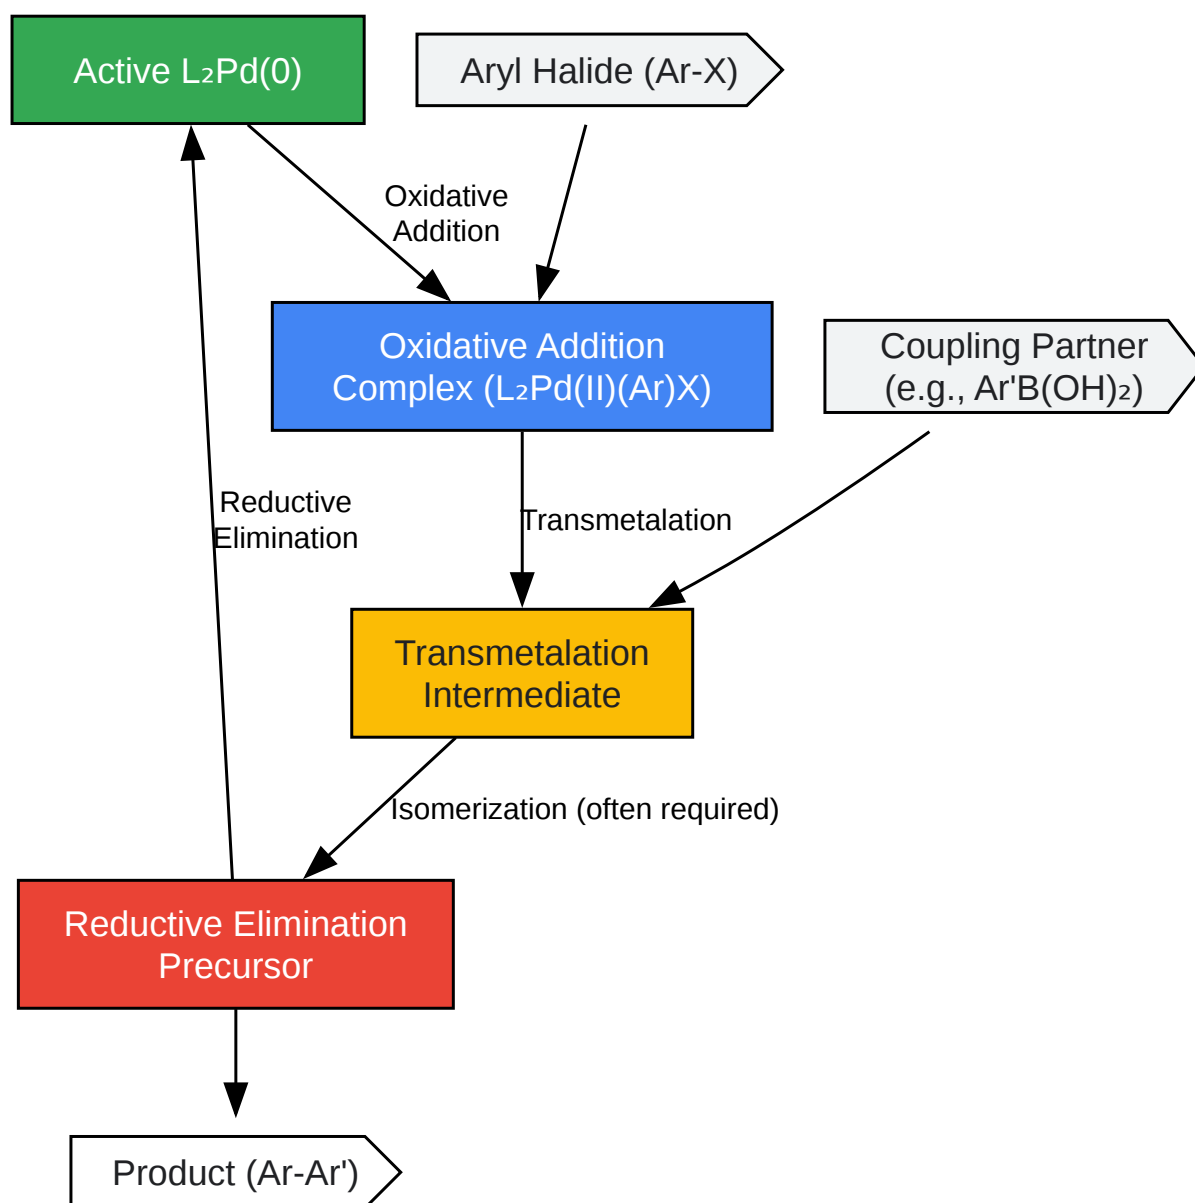 Active L₂Pd(0)
Aryl Halide (Ar-X)
Oxidative
Addition
Oxidative Addition
Complex (L₂Pd(II)(Ar)X)
Coupling Partner
(e.g., Ar'B(OH)₂)
Reductive
Elimination
Transmetalation
Transmetalation
Intermediate
Isomerization (often required)
Reductive Elimination
Precursor
Product (Ar-Ar')